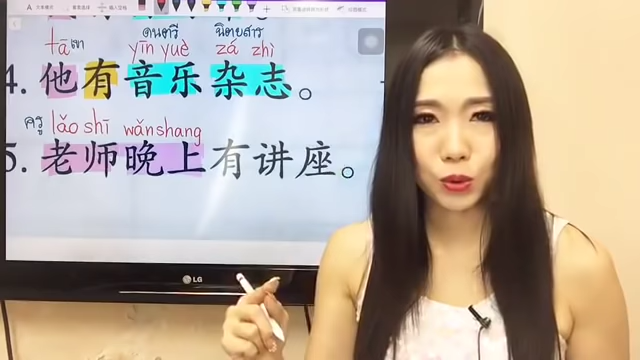 ดนตรี นิตยสาร
tā เขา yīn yuè zá zhì
4. 他有音乐杂志。
ครู lǎo shī wǎnshang
5. 老师晚上有讲座。
LG